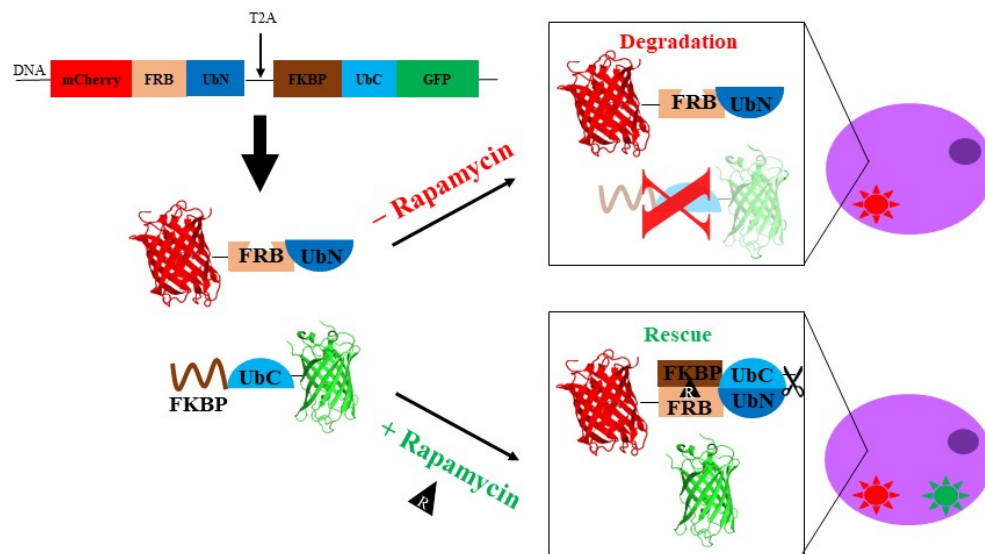 T2A
DNA
mCherry FRB UbN FKBP UbC GFP
FRB UbN
UbC
FKBP
– Rapamycin
+ Rapamycin
R
Degradation
FRB UbN
Rescue
FKBP UbC
R
FRB UbN